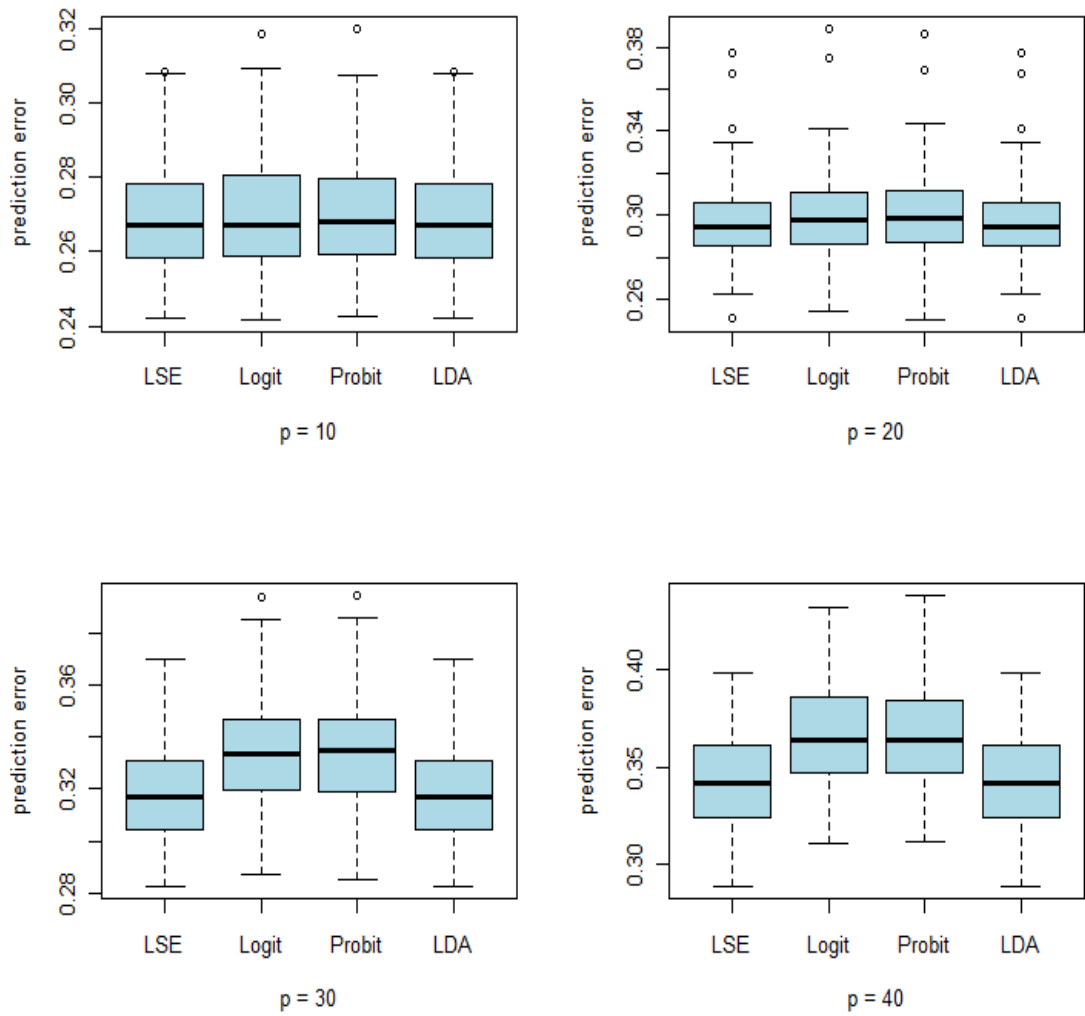 prediction error
0.32
0.30
0.28
0.26
0.24
LSE Logit Probit LDA
p = 10
prediction error
0.38
0.34
0.30
0.26
LSE Logit Probit LDA
p = 20
prediction error
0.36
0.32
0.28
LSE Logit Probit LDA
p = 30
prediction error
0.40
0.35
0.30
LSE Logit Probit LDA
p = 40